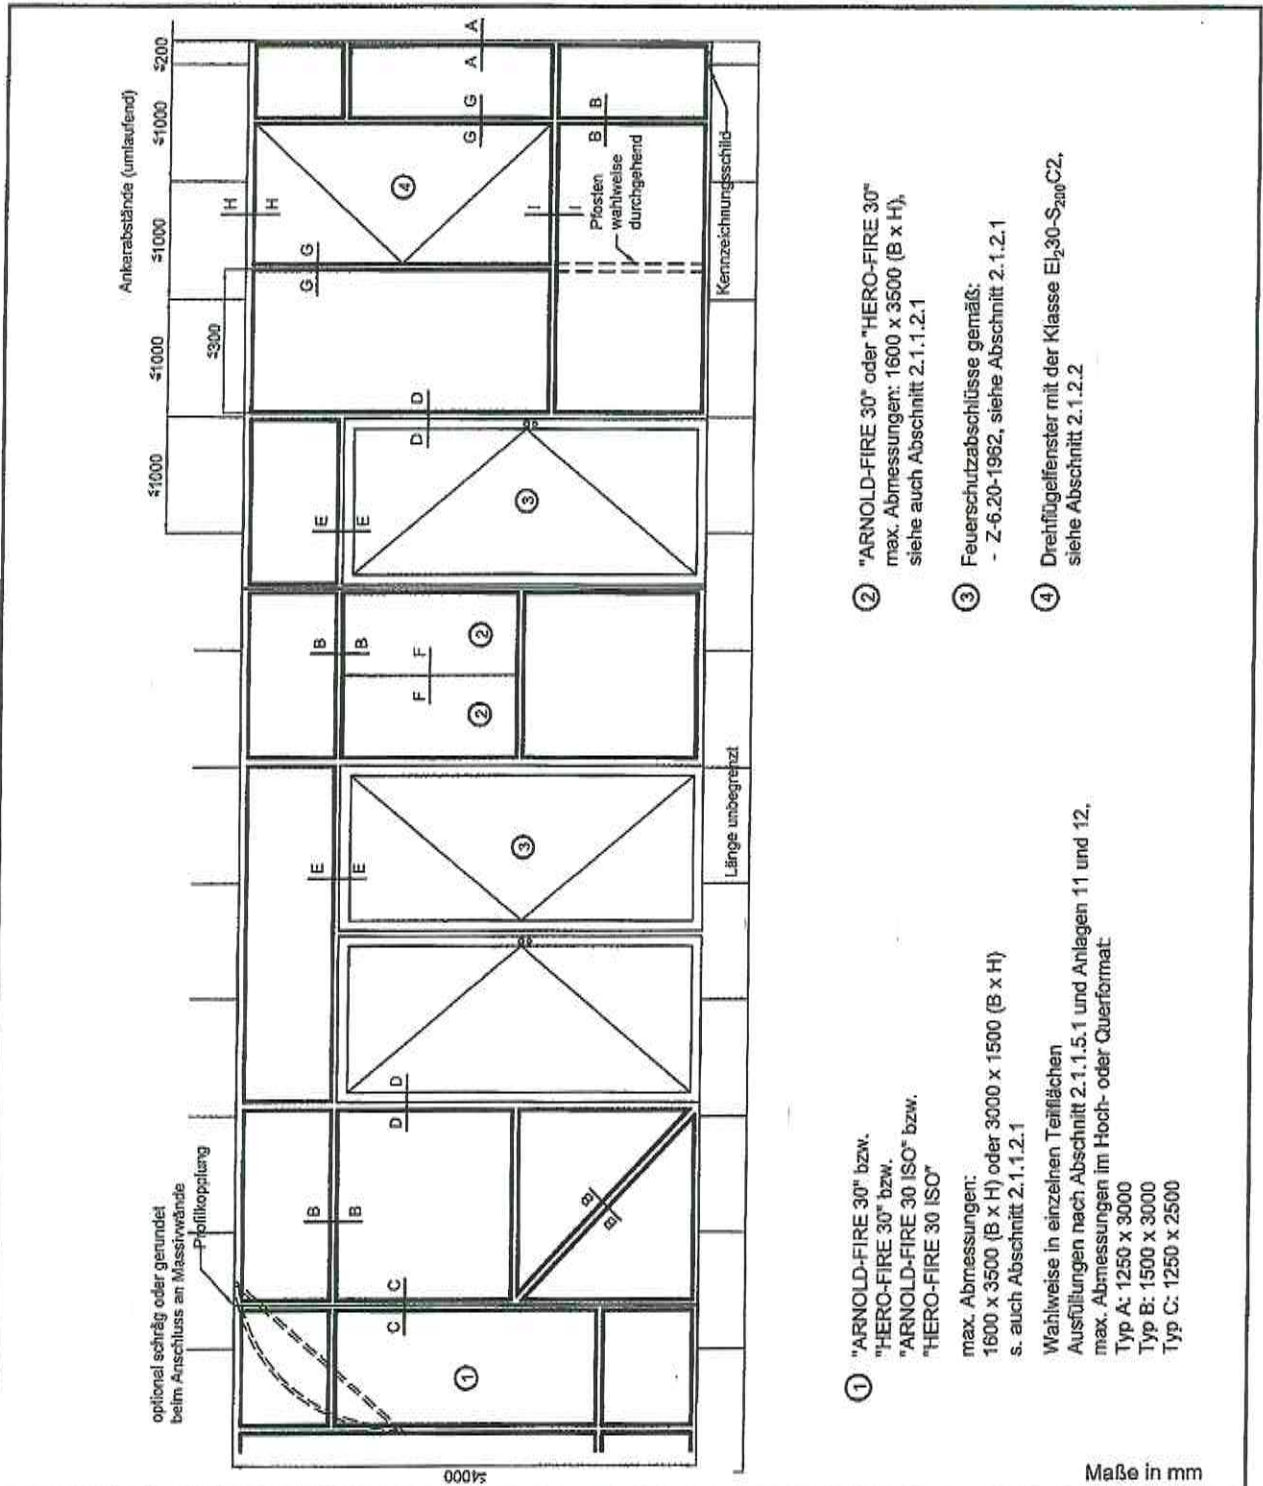 Ankerabstände (umlaufend)
≤1000
≤1000
≤1000
≤1000
≤200
≤300
optional schräg oder gerundet
beim Anschluss an Massivwände
Profilkopplung
H
H
G
G
G
G
A
A
B
B
I
I
D
D
E
E
B
B
F
F
E
E
D
D
B
B
C
C
B
B
4
3
2
2
3
1
Pfosten
wahlweise
durchgehend
Kennzeichnungsschild
Länge unbegrenzt
≤4000
1 "ARNOLD-FIRE 30" bzw.
"HERO-FIRE 30" bzw.
"ARNOLD-FIRE 30 ISO" bzw.
"HERO-FIRE 30 ISO"
max. Abmessungen:
1600 x 3500 (B x H) oder 3000 x 1500 (B x H)
s. auch Abschnitt 2.1.1.2.1
Wahlweise in einzelnen Teilflächen
Ausfüllungen nach Abschnitt 2.1.1.5.1 und Anlagen 11 und 12,
max. Abmessungen im Hoch- oder Querformat:
Typ A: 1250 x 3000
Typ B: 1500 x 3000
Typ C: 1250 x 2500
2 "ARNOLD-FIRE 30" oder "HERO-FIRE 30"
max. Abmessungen: 1600 x 3500 (B x H),
siehe auch Abschnitt 2.1.1.2.1
3 Feuerschutzabschlüsse gemäß:
- Z-6.20-1962, siehe Abschnitt 2.1.2.1
4 Drehflügelfenster mit der Klasse EI₂30-S₂₀₀C2,
siehe Abschnitt 2.1.2.2
Maße in mm